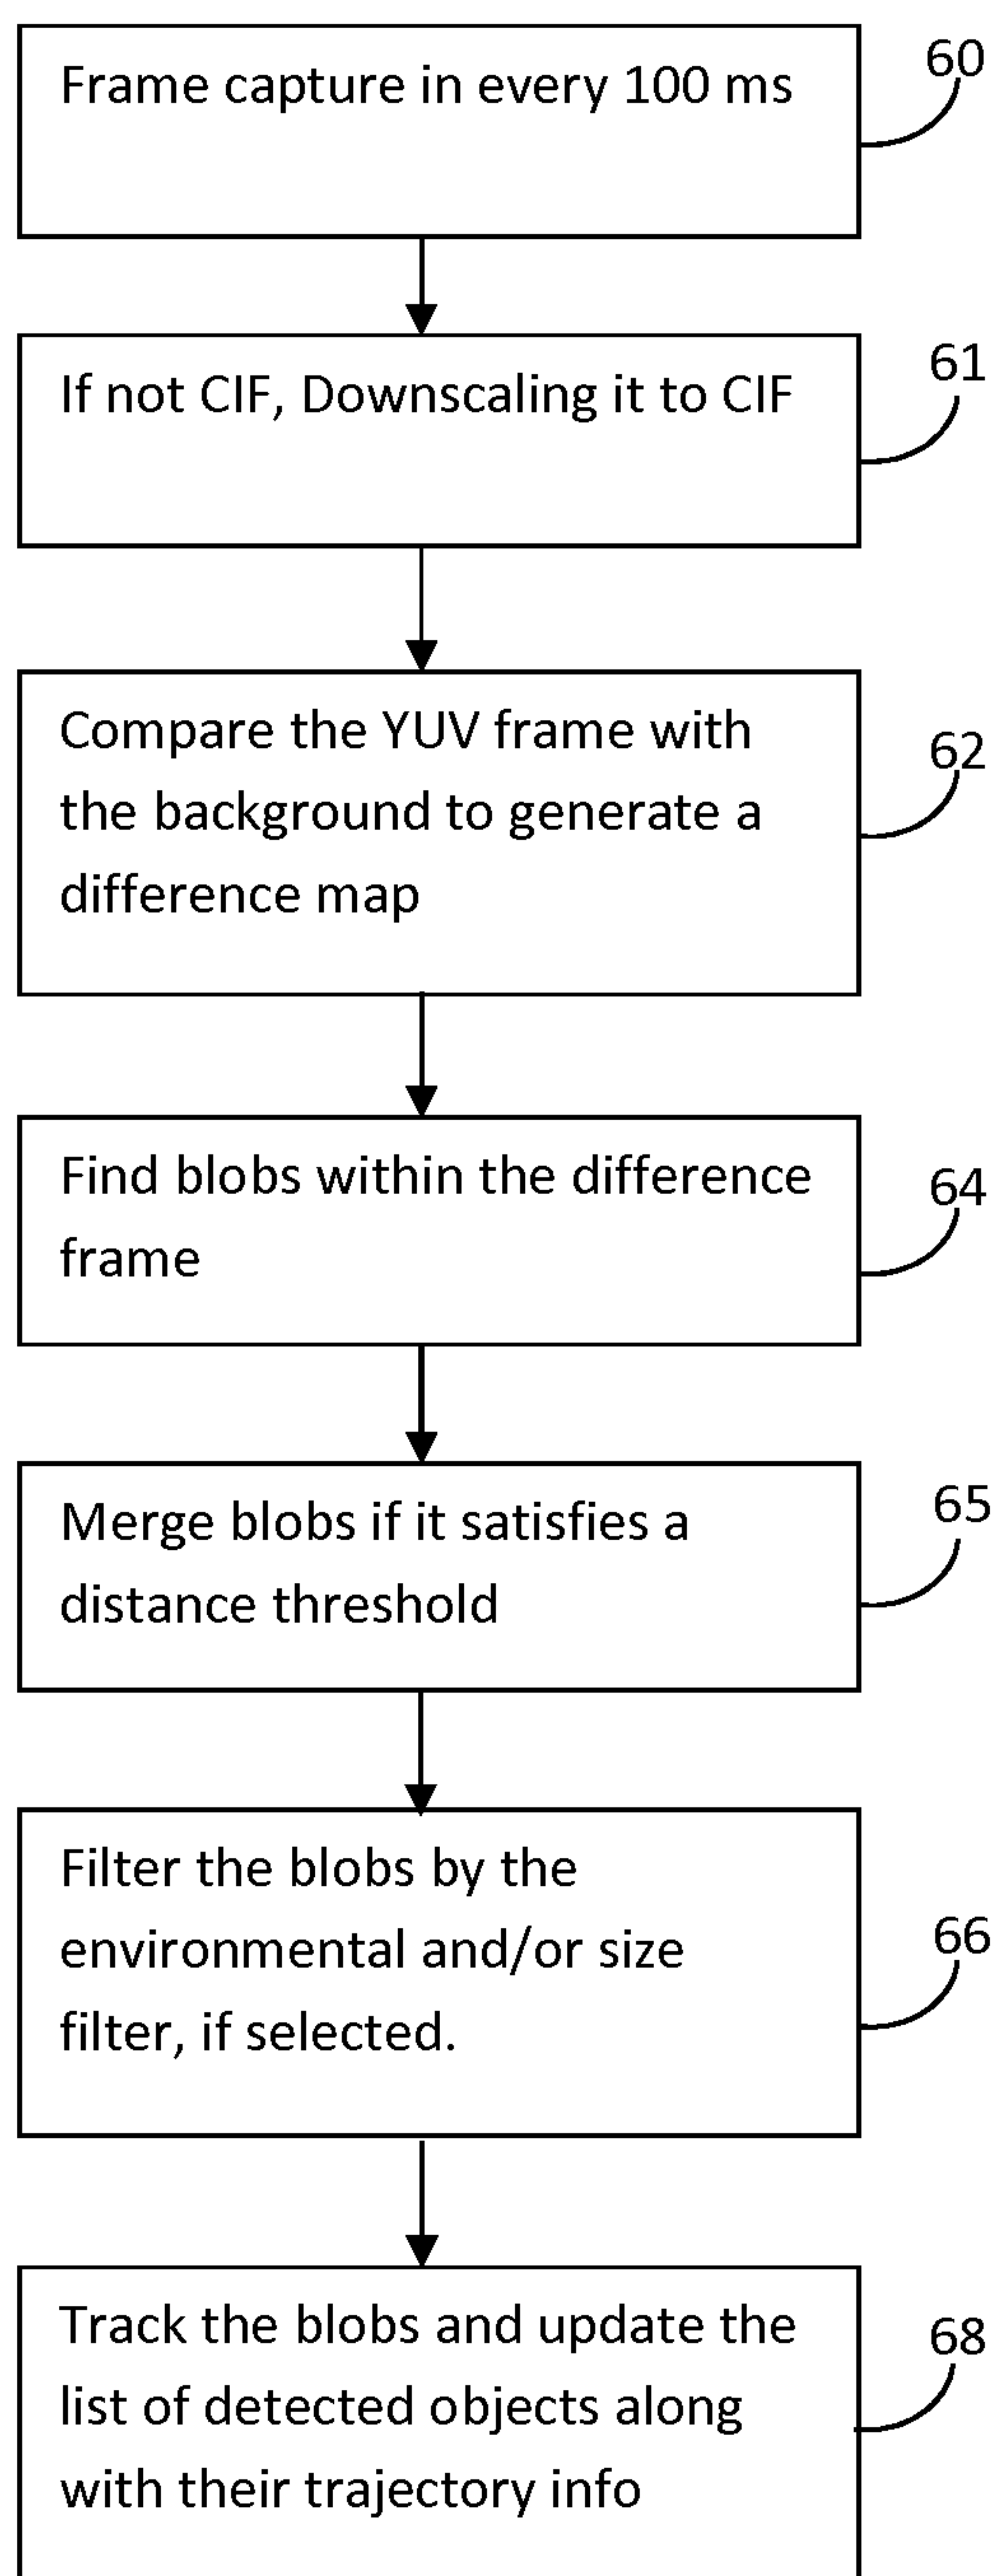 Frame capture in every 100 ms
60
If not CIF, Downscaling it to CIF
61
Compare the YUV frame with
the background to generate a
difference map
62
Find blobs within the difference
frame
64
Merge blobs if it satisfies a
distance threshold
65
Filter the blobs by the
environmental and/or size
filter, if selected.
66
Track the blobs and update the
list of detected objects along
with their trajectory info
68